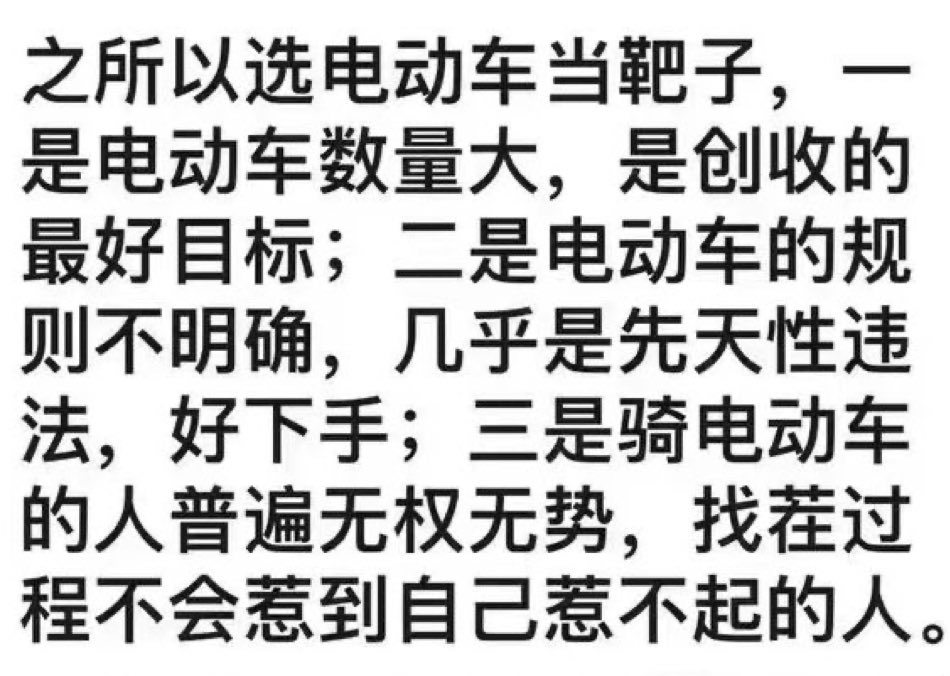 之所以选电动车当靶子，一
是电动车数量大，是创收的
最好目标；二是电动车的规
则不明确，几乎是先天性违
法，好下手；三是骑电动车
的人普遍无权无势，找茬过
程不会惹到自己惹不起的人。